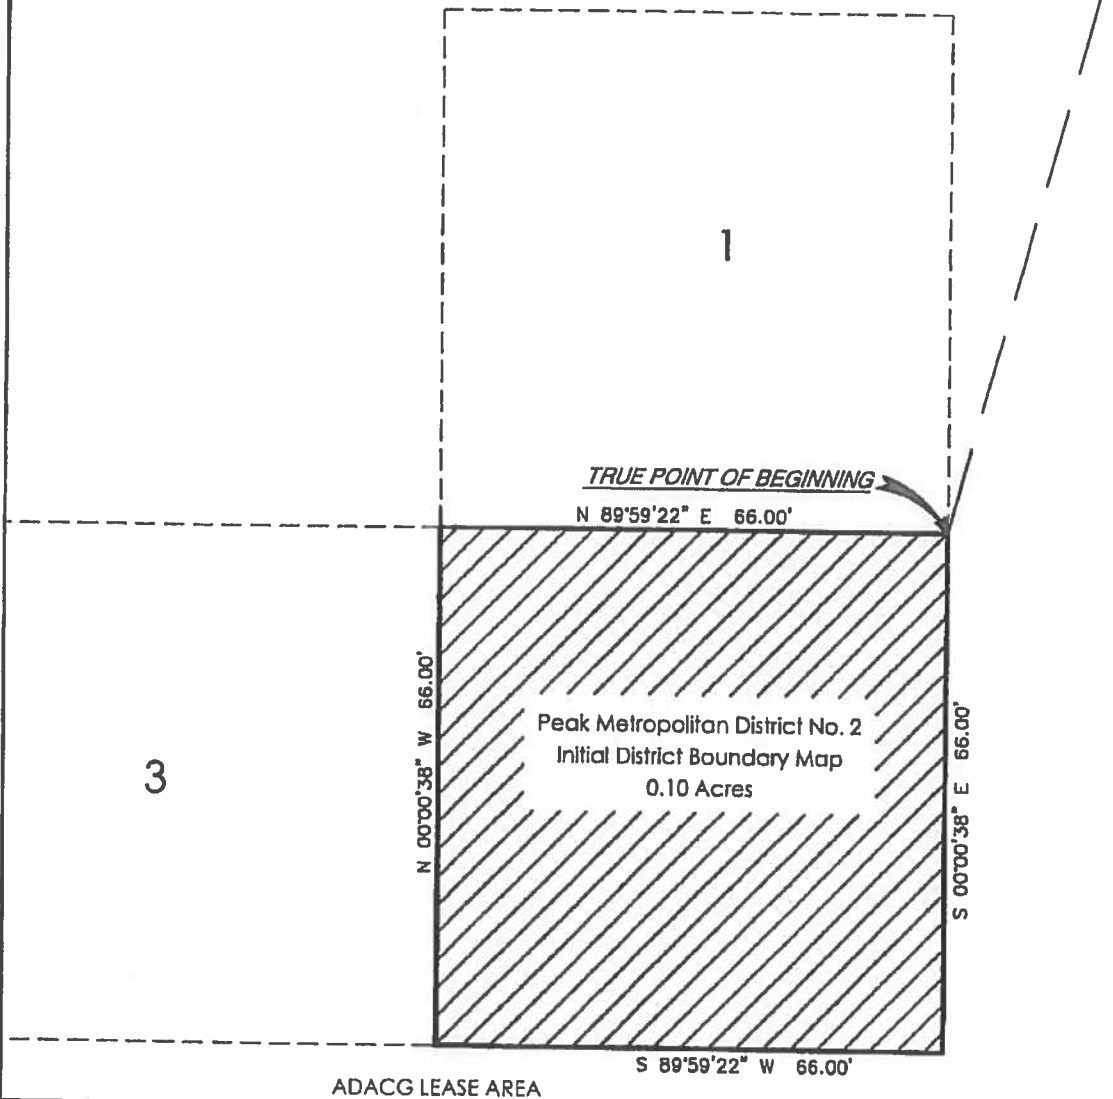 1
TRUE POINT OF BEGINNING
N 89°59'22" E 66.00'
N 00°00'38" W 66.00'
Peak Metropolitan District No. 2
Initial District Boundary Map
0.10 Acres
S 00°00'38" E 66.00'
3
S 89°59'22" W 66.00'
ADACG LEASE AREA